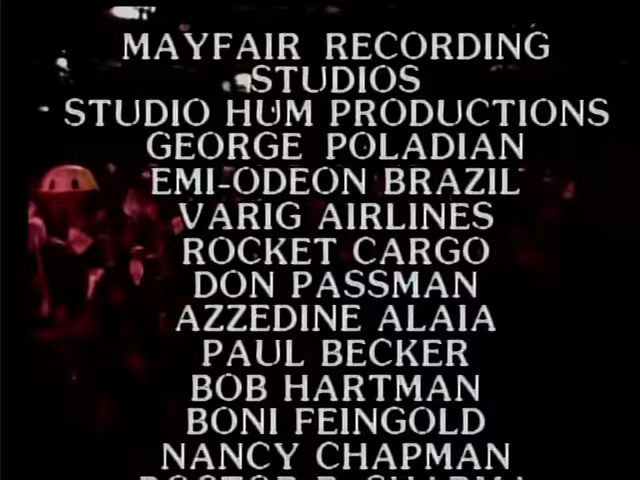 MAYFAIR RECORDING
STUDIOS
STUDIO HUM PRODUCTIONS
GEORGE POLADIAN
EMI-ODEON BRAZIL
VARIG AIRLINES
ROCKET CARGO
DON PASSMAN
AZZEDINE ALAIA
PAUL BECKER
BOB HARTMAN
BONI FEINGOLD
NANCY CHAPMAN